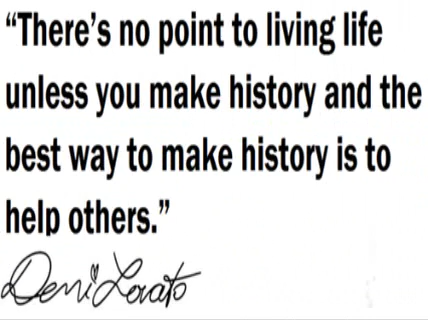 “There’s no point to living life
unless you make history and the
best way to make history is to
help others.”
Demi Lovato